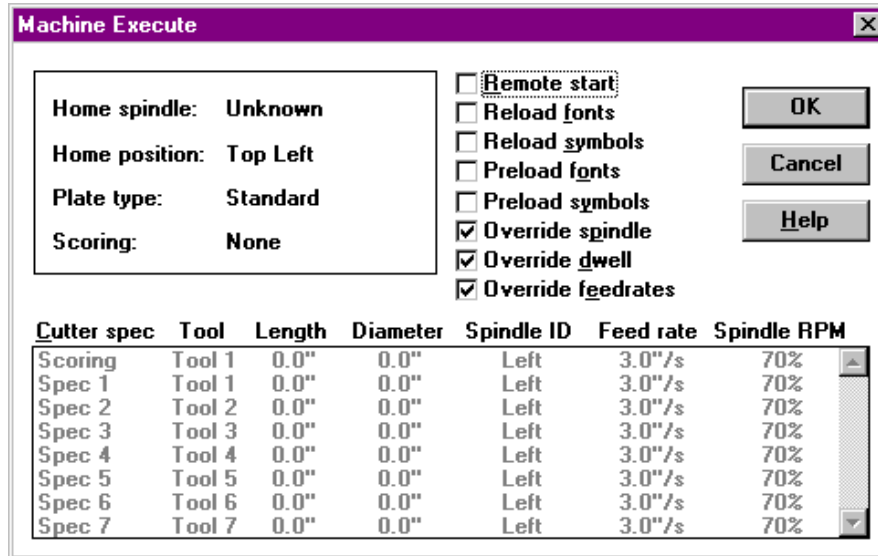 Machine Execute
Home spindle: Unknown
Home position: Top Left
Plate type: Standard
Scoring: None
Remote start
Reload fonts
Reload symbols
Preload fonts
Preload symbols
Override spindle
Override dwell
Override feedrates
OK
Cancel
Help
Cutter spec Tool Length Diameter Spindle ID Feed rate Spindle RPM
Scoring Tool 1 0.0" 0.0" Left 3.0"/s 70%
Spec 1 Tool 1 0.0" 0.0" Left 3.0"/s 70%
Spec 2 Tool 2 0.0" 0.0" Left 3.0"/s 70%
Spec 3 Tool 3 0.0" 0.0" Left 3.0"/s 70%
Spec 4 Tool 4 0.0" 0.0" Left 3.0"/s 70%
Spec 5 Tool 5 0.0" 0.0" Left 3.0"/s 70%
Spec 6 Tool 6 0.0" 0.0" Left 3.0"/s 70%
Spec 7 Tool 7 0.0" 0.0" Left 3.0"/s 70%